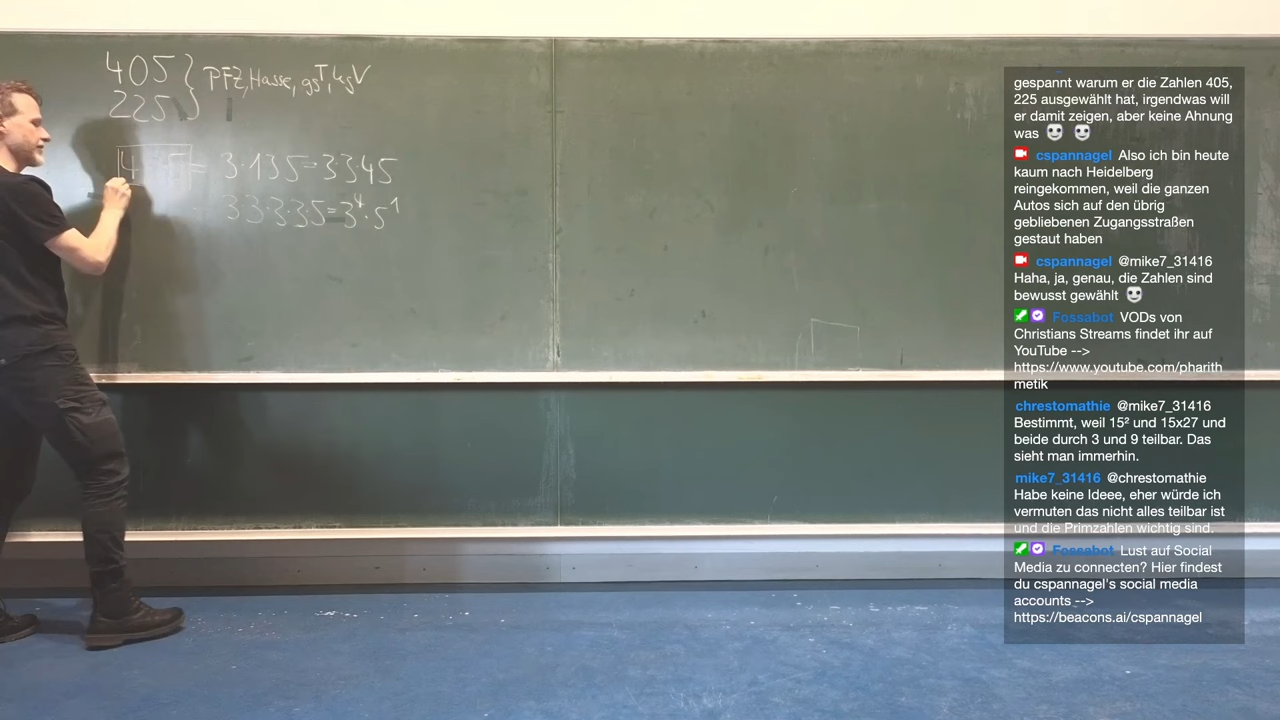 405
225 } PFZ, Hasse, ggT, kgV
405 = 3·135=3·3·45
= 3·3·3·3·5=3⁴·5¹
gespannt warum er die Zahlen 405,
225 ausgewählt hat, irgendwas will
er damit zeigen, aber keine Ahnung
was
cspannagel Also ich bin heute
kaum nach Heidelberg
reingekommen, weil die ganzen
Autos sich auf den übrig
gebliebenen Zugangsstraßen
gestaut haben
cspannagel @mike7_31416
Haha, ja, genau, die Zahlen sind
bewusst gewählt
Fossabot VODs von
Christians Streams findet ihr auf
YouTube -->
https://www.youtube.com/pharith
metik
chrestomathie @mike7_31416
Bestimmt, weil 15² und 15x27 und
beide durch 3 und 9 teilbar. Das
sieht man immerhin.
mike7_31416 @chrestomathie
Habe keine Ideee, eher würde ich
vermuten das nicht alles teilbar ist
und die Primzahlen wichtig sind.
Fossabot Lust auf Social
Media zu connecten? Hier findest
du cspannagel's social media
accounts -->
https://beacons.ai/cspannagel